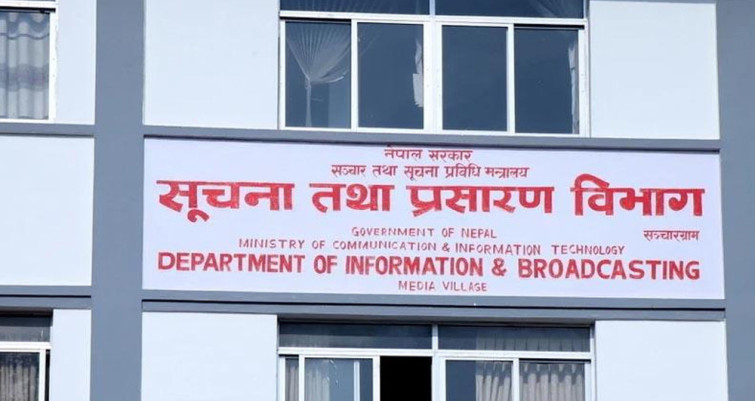 नेपाल सरकार
सञ्चार तथा सूचना प्रविधि मन्त्रालय
सूचना तथा प्रसारण विभाग
सञ्चारग्राम
GOVERNMENT OF NEPAL
MINISTRY OF COMMUNICATION & INFORMATION TECHNOLOGY
DEPARTMENT OF INFORMATION & BROADCASTING
MEDIA VILLAGE